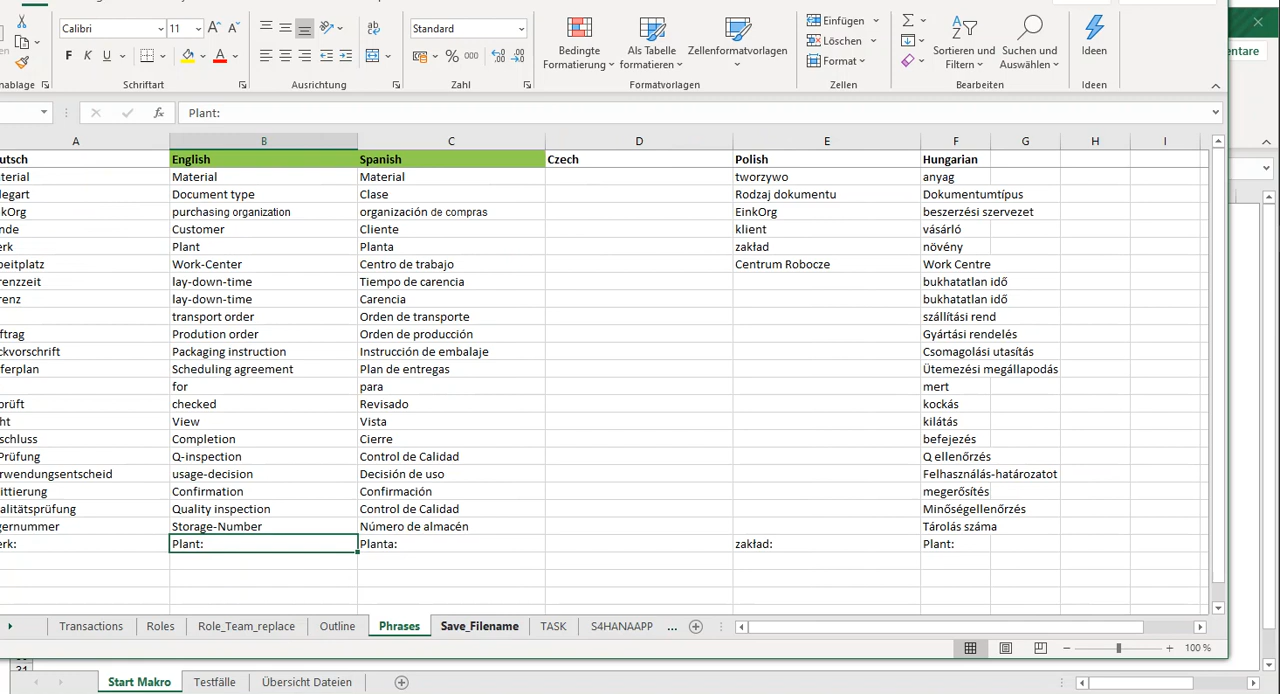 Calibri 11 A A Standard Einfügen
Bedingte Formatierung Als Tabelle formatieren Zellenformatvorlagen Löschen Sortieren und Filtern Suchen und Auswählen Ideen
F K U A % 000 Format
nablage Schriftart Ausrichtung Zahl Formatvorlagen Zellen Bearbeiten Ideen
entare
fx Plant:
A B C D E F G H I
utsch English Spanish Czech Polish Hungarian
terial Material Material tworzywo anyag
legart Document type Clase Rodzaj dokumentu Dokumentumtípus
kOrg purchasing organization organización de compras EinkOrg beszerzési szervezet
nde Customer Cliente klient vásárló
erk Plant Planta zakład növény
beitplatz Work-Center Centro de trabajo Centrum Robocze Work Centre
renzzeit lay-down-time Tiempo de carencia bukhatatlan idő
renz lay-down-time Carencia bukhatatlan idő
transport order Orden de transporte szállítási rend
ftrag Prodution order Orden de producción Gyártási rendelés
ckvorschrift Packaging instruction Instrucción de embalaje Csomagolási utasítás
ferplan Scheduling agreement Plan de entregas Ütemezési megállapodás
for para mert
prüft checked Revisado kockás
ht View Vista kilátás
schluss Completion Cierre befejezés
Prüfung Q-inspection Control de Calidad Q ellenőrzés
rwendungsentscheid usage-decision Decisión de uso Felhasználás-határozatot
ittierung Confirmation Confirmación megerősítés
alitätsprüfung Quality inspection Control de Calidad Minőségellenőrzés
gernummer Storage-Number Número de almacén Tárolás száma
erk: Plant: Planta: zakład: Plant:
Transactions Roles Role_Team_replace Outline Phrases Save_Filename TASK S4HANAAPP ...
100 %
Start Makro Testfälle Übersicht Dateien